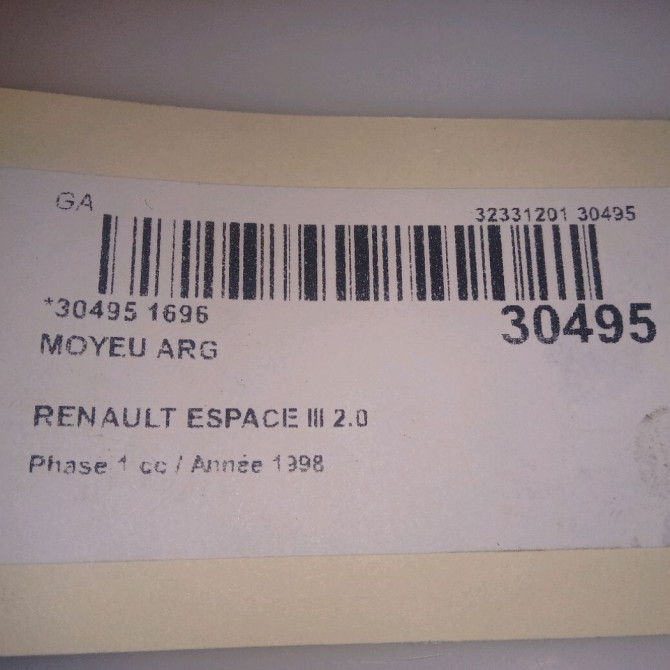 GA
32331201 30495
*30495 1696
30495
MOYEU ARG
RENAULT ESPACE III 2.0
Phase 1 cc / Année 1998